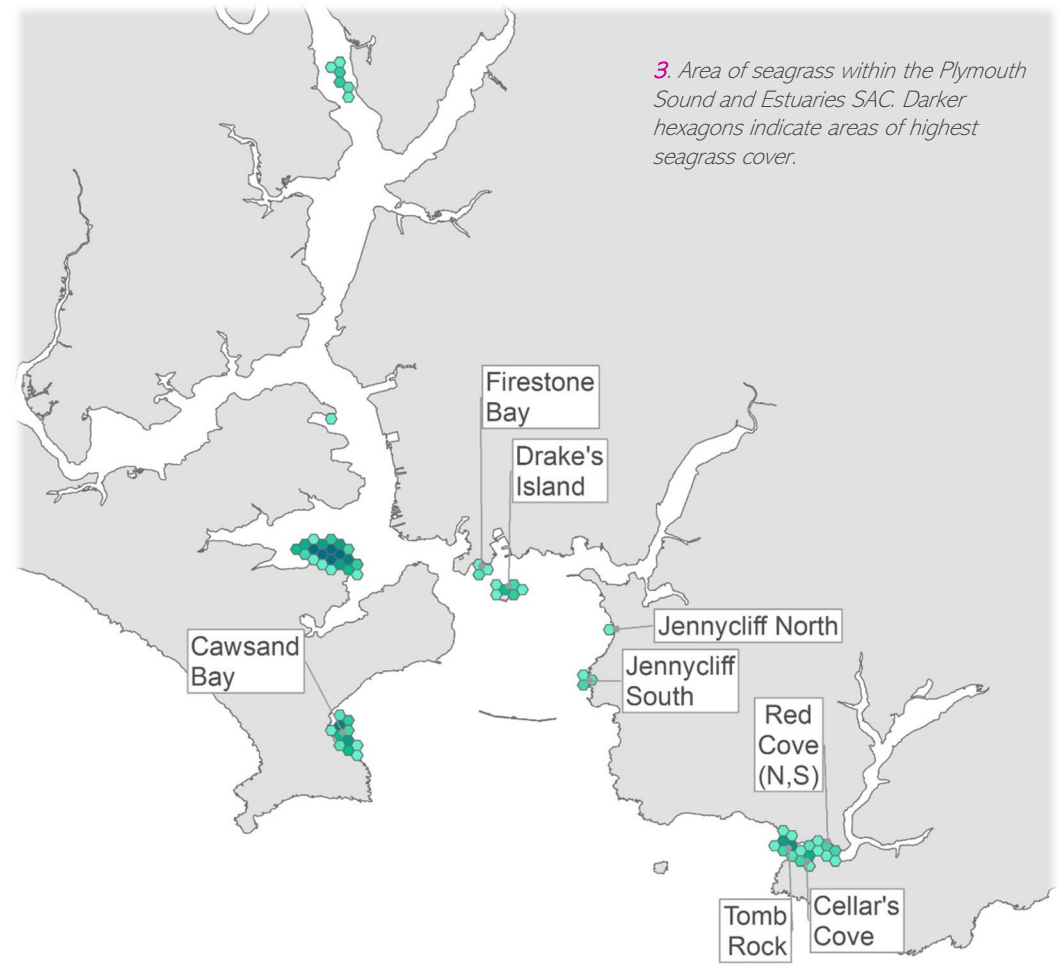 3. Area of seagrass within the Plymouth
Sound and Estuaries SAC. Darker
hexagons indicate areas of highest
seagrass cover.
Firestone
Bay
Drake's
Island
Jennycliff North
Cawsand
Bay
Jennycliff
South
Red
Cove
(N,S)
Tomb
Rock
Cellar's
Cove